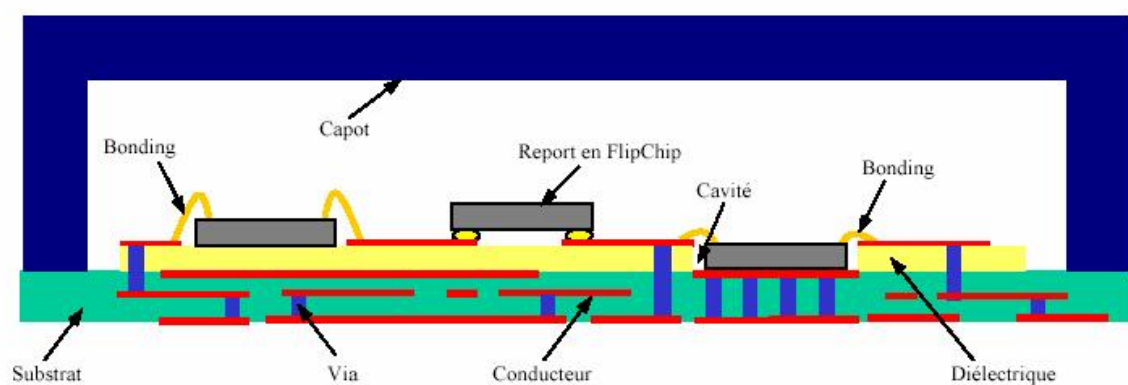 Capot
Bonding
Report en FlipChip
Bonding
Cavité
Substrat
Via
Conducteur
Diélectrique